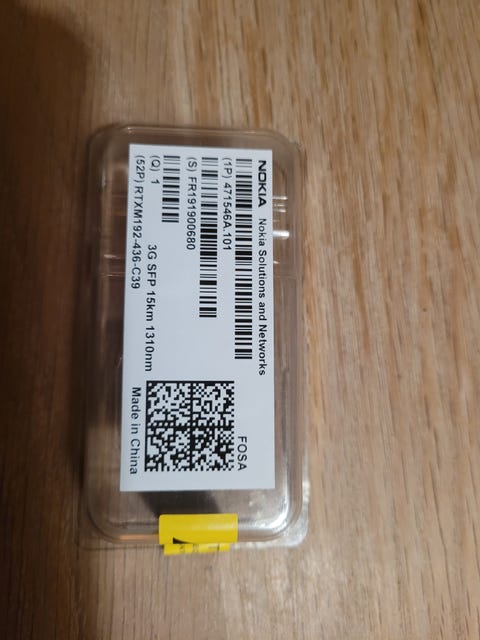 NOKIA Nokia Solutions and Networks
(1P) 471546A.101
FOSA
(S) FR191900680
(Q) 1
3G SFP 15km 1310nm
(52P) RTXM192-436-C39
Made in China